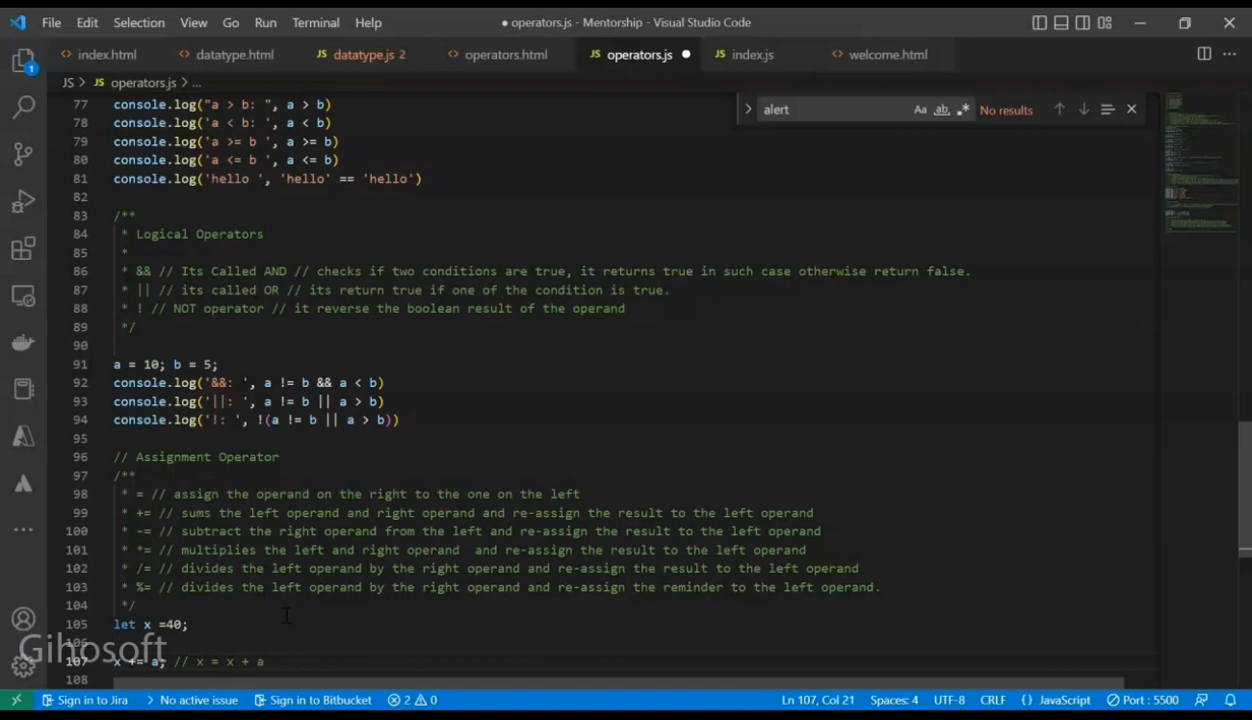 File Edit Selection View Go Run Terminal Help ● operators.js - Mentorship - Visual Studio Code
index.html datatype.html JS datatype.js 2 operators.html JS operators.js ● JS index.js welcome.html
JS > JS operators.js > ...
alert Aa ab No results
77 console.log("a > b: ", a > b)
78 console.log('a < b: ', a < b)
79 console.log('a >= b ', a >= b)
80 console.log('a <= b ', a <= b)
81 console.log('hello ', 'hello' == 'hello')
82
83 /**
84 * Logical Operators
85 *
86 * && // Its Called AND // checks if two conditions are true, it returns true in such case otherwise return false.
87 * || // its called OR // its return true if one of the condition is true.
88 * ! // NOT operator // it reverse the boolean result of the operand
89 */
90
91 a = 10; b = 5;
92 console.log('&&: ', a != b && a < b)
93 console.log('||: ', a != b || a > b)
94 console.log('!: ', !(a != b || a > b))
95
96 // Assignment Operator
97 /**
98 * = // assign the operand on the right to the one on the left
99 * += // sums the left operand and right operand and re-assign the result to the left operand
100 * -= // subtract the right operand from the left and re-assign the result to the left operand
101 * *= // multiplies the left and right operand  and re-assign the result to the left operand
102 * /= // divides the left operand by the right operand and re-assign the result to the left operand
103 * %= // divides the left operand by the right operand and re-assign the reminder to the left operand.
104 */
105 let x =40;
106
Gihosoft
107 x += a; // x = x + a
108
1
Sign in to Jira No active issue Sign in to Bitbucket 2 0 Ln 107, Col 21 Spaces: 4 UTF-8 CRLF {} JavaScript Port : 5500